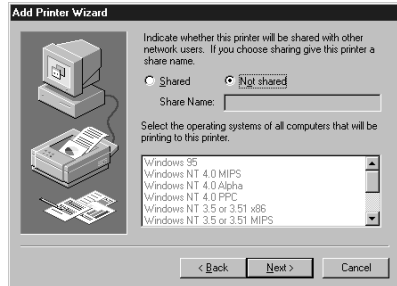 Add Printer Wizard
Indicate whether this printer will be shared with other
network users. If you choose sharing give this printer a
share name.
Shared Not shared
Share Name:
Select the operating systems of all computers that will be
printing to this printer.
Windows 95
Windows NT 4.0 MIPS
Windows NT 4.0 Alpha
Windows NT 4.0 PPC
Windows NT 3.5 or 3.51 x86
Windows NT 3.5 or 3.51 MIPS
< Back Next > Cancel